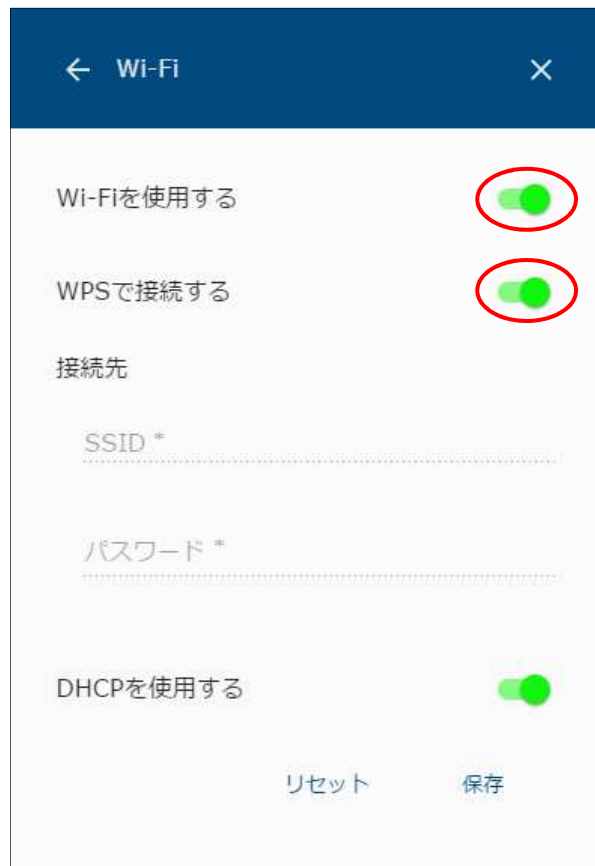 ← Wi-Fi ×
Wi-Fiを使用する
WPSで接続する
接続先
SSID *
パスワード *
DHCPを使用する
リセット 保存